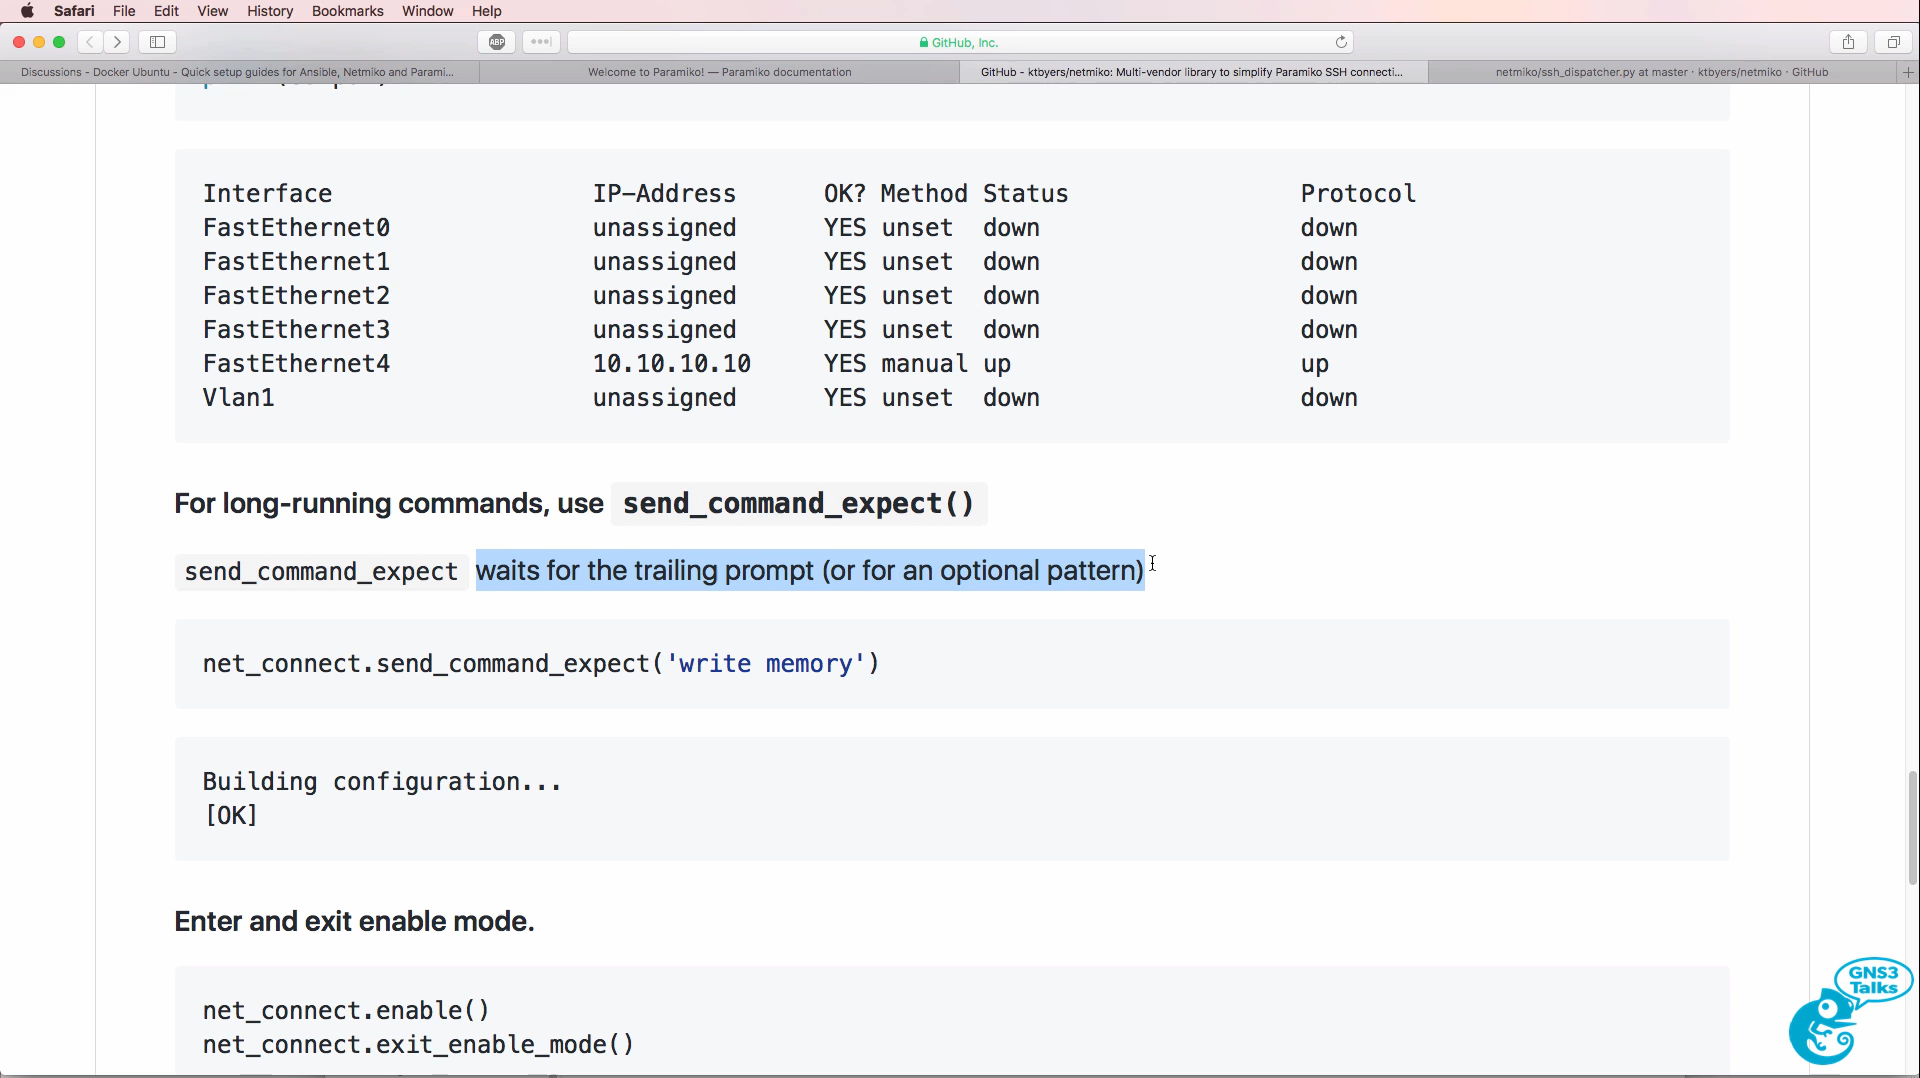 Safari File Edit View History Bookmarks Window Help
ABP GitHub, Inc.
Discussions - Docker Ubuntu - Quick setup guides for Ansible, Netmiko and Parami... Welcome to Paramiko! — Paramiko documentation GitHub - ktbyers/netmiko: Multi-vendor library to simplify Paramiko SSH connecti... netmiko/ssh_dispatcher.py at master · ktbyers/netmiko · GitHub
Interface IP-Address OK? Method Status Protocol
FastEthernet0 unassigned YES unset down down
FastEthernet1 unassigned YES unset down down
FastEthernet2 unassigned YES unset down down
FastEthernet3 unassigned YES unset down down
FastEthernet4 10.10.10.10 YES manual up up
Vlan1 unassigned YES unset down down
For long-running commands, use send_command_expect()
send_command_expect waits for the trailing prompt (or for an optional pattern)
net_connect.send_command_expect('write memory')
Building configuration...
[OK]
Enter and exit enable mode.
net_connect.enable()
net_connect.exit_enable_mode()
GNS3
Talks